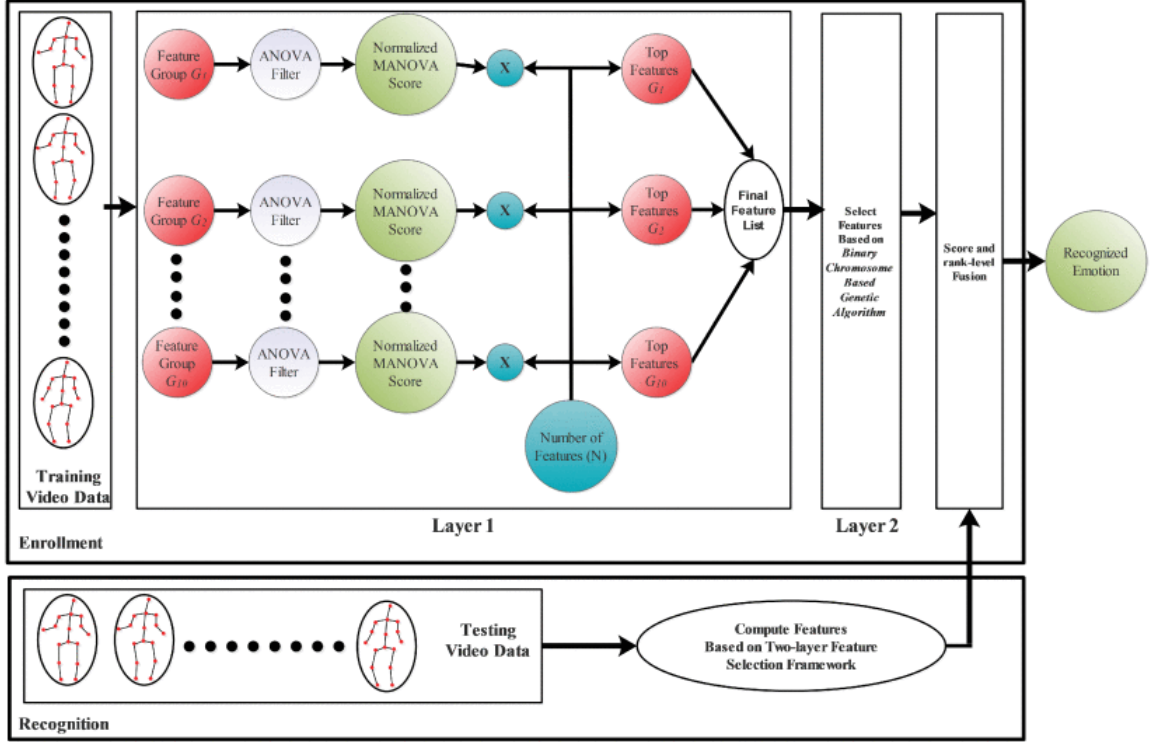 Feature
Group G1
ANOVA
Filter
Normalized
MANOVA
Score
X
Top
Features
G1
Feature
Group G2
ANOVA
Filter
Normalized
MANOVA
Score
X
Top
Features
G2
Final
Feature
List
Select
Features
Based on
Binary
Chromosome
Based
Genetic
Algorithm
Score and
rank-level
Fusion
Recognized
Emotion
Feature
Group
G10
ANOVA
Filter
Normalized
MANOVA
Score
X
Top
Features
G10
Number of
Features (N)
Training
Video Data
Layer 1
Layer 2
Enrollment
Testing
Video Data
Compute Features
Based on Two-layer Feature
Selection Framework
Recognition